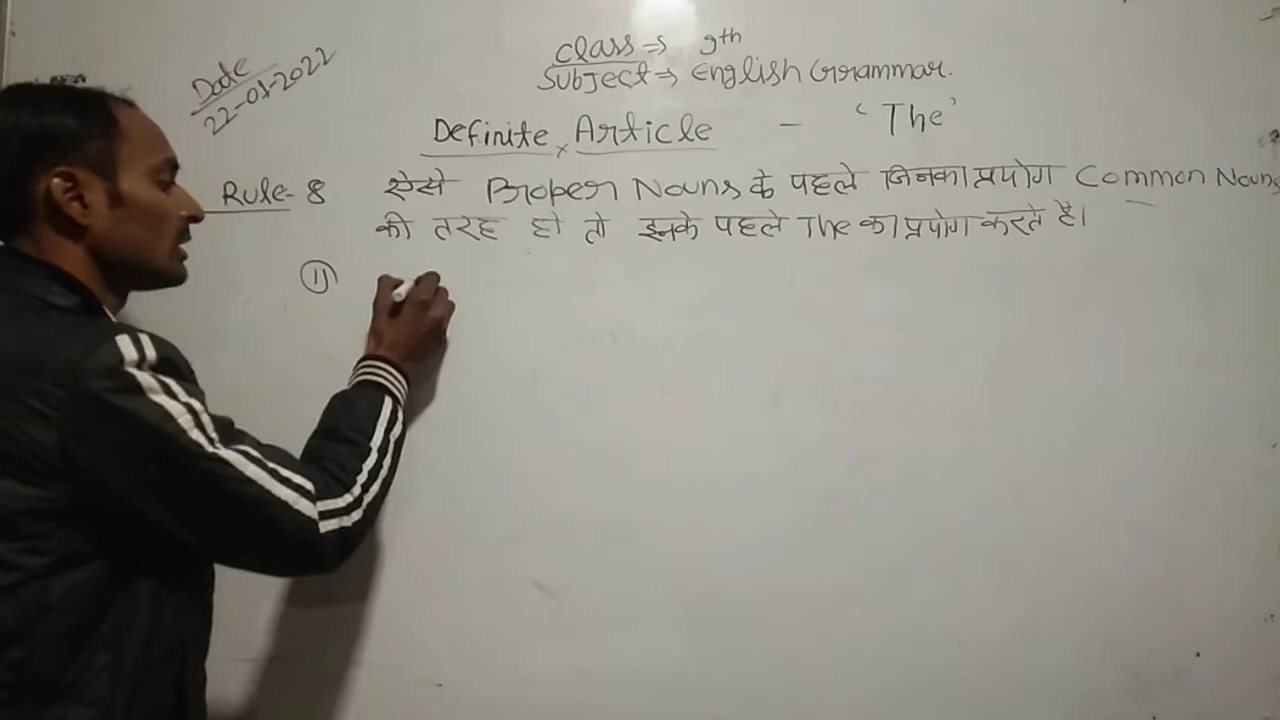 Date
22-01-2022
Class ⇒ 9th
Subject ⇒ English Grammar.
Definite Article - 'The'
Rule-8 ऐसे Proper Nouns के पहले जिनका प्रयोग Common Nouns
की तरह हो तो इनके पहले The का प्रयोग करते हैं।
(1)